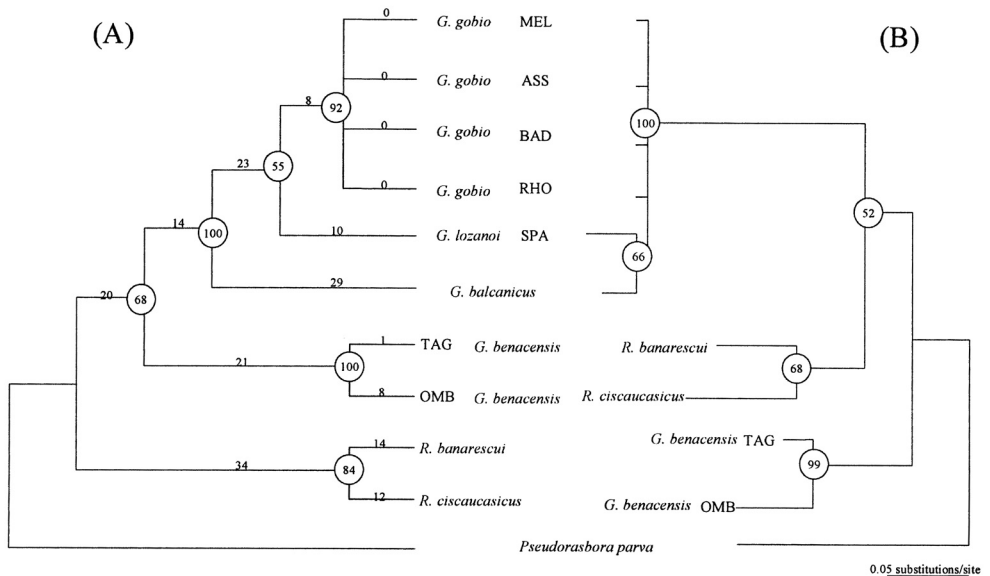 (A)
(B)
0
G. gobio MEL
0
G. gobio ASS
8
92
0
G. gobio BAD
100
23
55
0
G. gobio RHO
14
100
10
G. lozanoi SPA
52
66
29
G. balcanicus
20
68
1
TAG G. benacensis
R. banarescui
21
100
68
8
OMB G. benacensis
R. ciscaucasicus
14
R. banarescui
G. benacensis TAG
34
84
99
12
R. ciscaucasicus
G. benacensis OMB
Pseudorasbora parva
0.05 substitutions/site